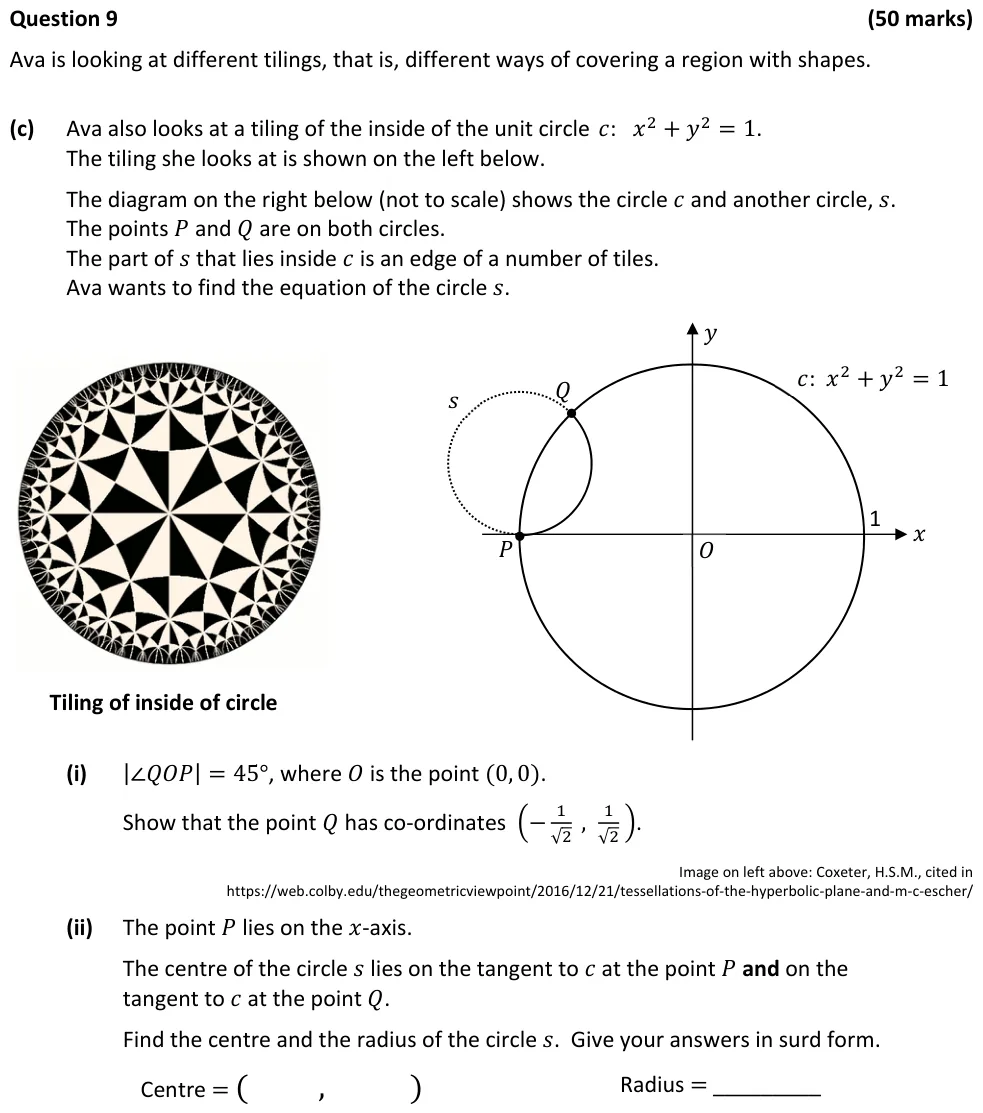 Question 9 (50 marks)
Ava is looking at different tilings, that is, different ways of covering a region with shapes.
(c) Ava also looks at a tiling of the inside of the unit circle c: x² + y² = 1.
The tiling she looks at is shown on the left below.
The diagram on the right below (not to scale) shows the circle c and another circle, s.
The points P and Q are on both circles.
The part of s that lies inside c is an edge of a number of tiles.
Ava wants to find the equation of the circle s.
y
c: x² + y² = 1
s
Q
1
x
P
O
Tiling of inside of circle
(i) |∠QOP| = 45°, where O is the point (0, 0).
Show that the point Q has co-ordinates (−1/√2, 1/√2).
Image on left above: Coxeter, H.S.M., cited in
https://web.colby.edu/thegeometricviewpoint/2016/12/21/tessellations-of-the-hyperbolic-plane-and-m-c-escher/
(ii) The point P lies on the x-axis.
The centre of the circle s lies on the tangent to c at the point P and on the
tangent to c at the point Q.
Find the centre and the radius of the circle s. Give your answers in surd form.
Centre = ( , ) Radius = ________